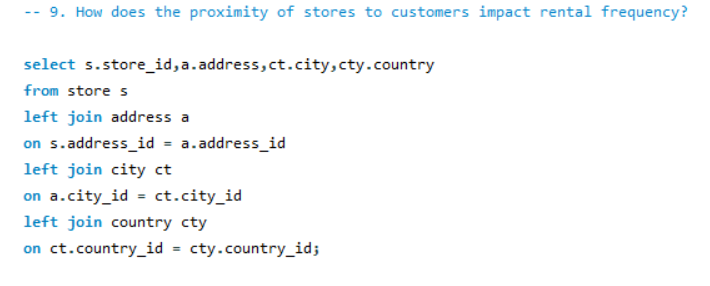 -- 9. How does the proximity of stores to customers impact rental frequency?
select s.store_id,a.address,ct.city,cty.country
from store s
left join address a
on s.address_id = a.address_id
left join city ct
on a.city_id = ct.city_id
left join country cty
on ct.country_id = cty.country_id;